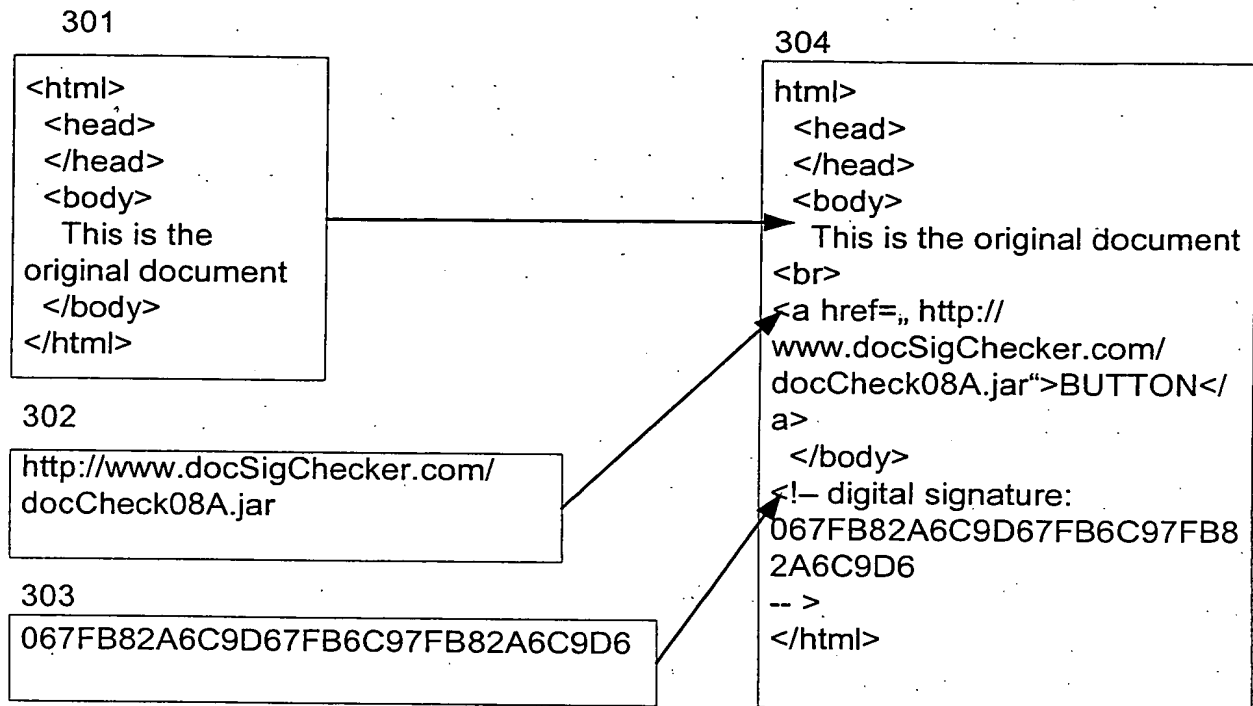 301
<html>
<head>
</head>
<body>
This is the
original document
</body>
</html>
302
http://www.docSigChecker.com/
docCheck08A.jar
303
067FB82A6C9D67FB6C97FB82A6C9D6
304
html>
<head>
</head>
<body>
This is the original document
<br>
<a href=„ http://
www.docSigChecker.com/
docCheck08A.jar“>BUTTON</
a>
</body>
<!– digital signature:
067FB82A6C9D67FB6C97FB8
2A6C9D6
-- >
</html>